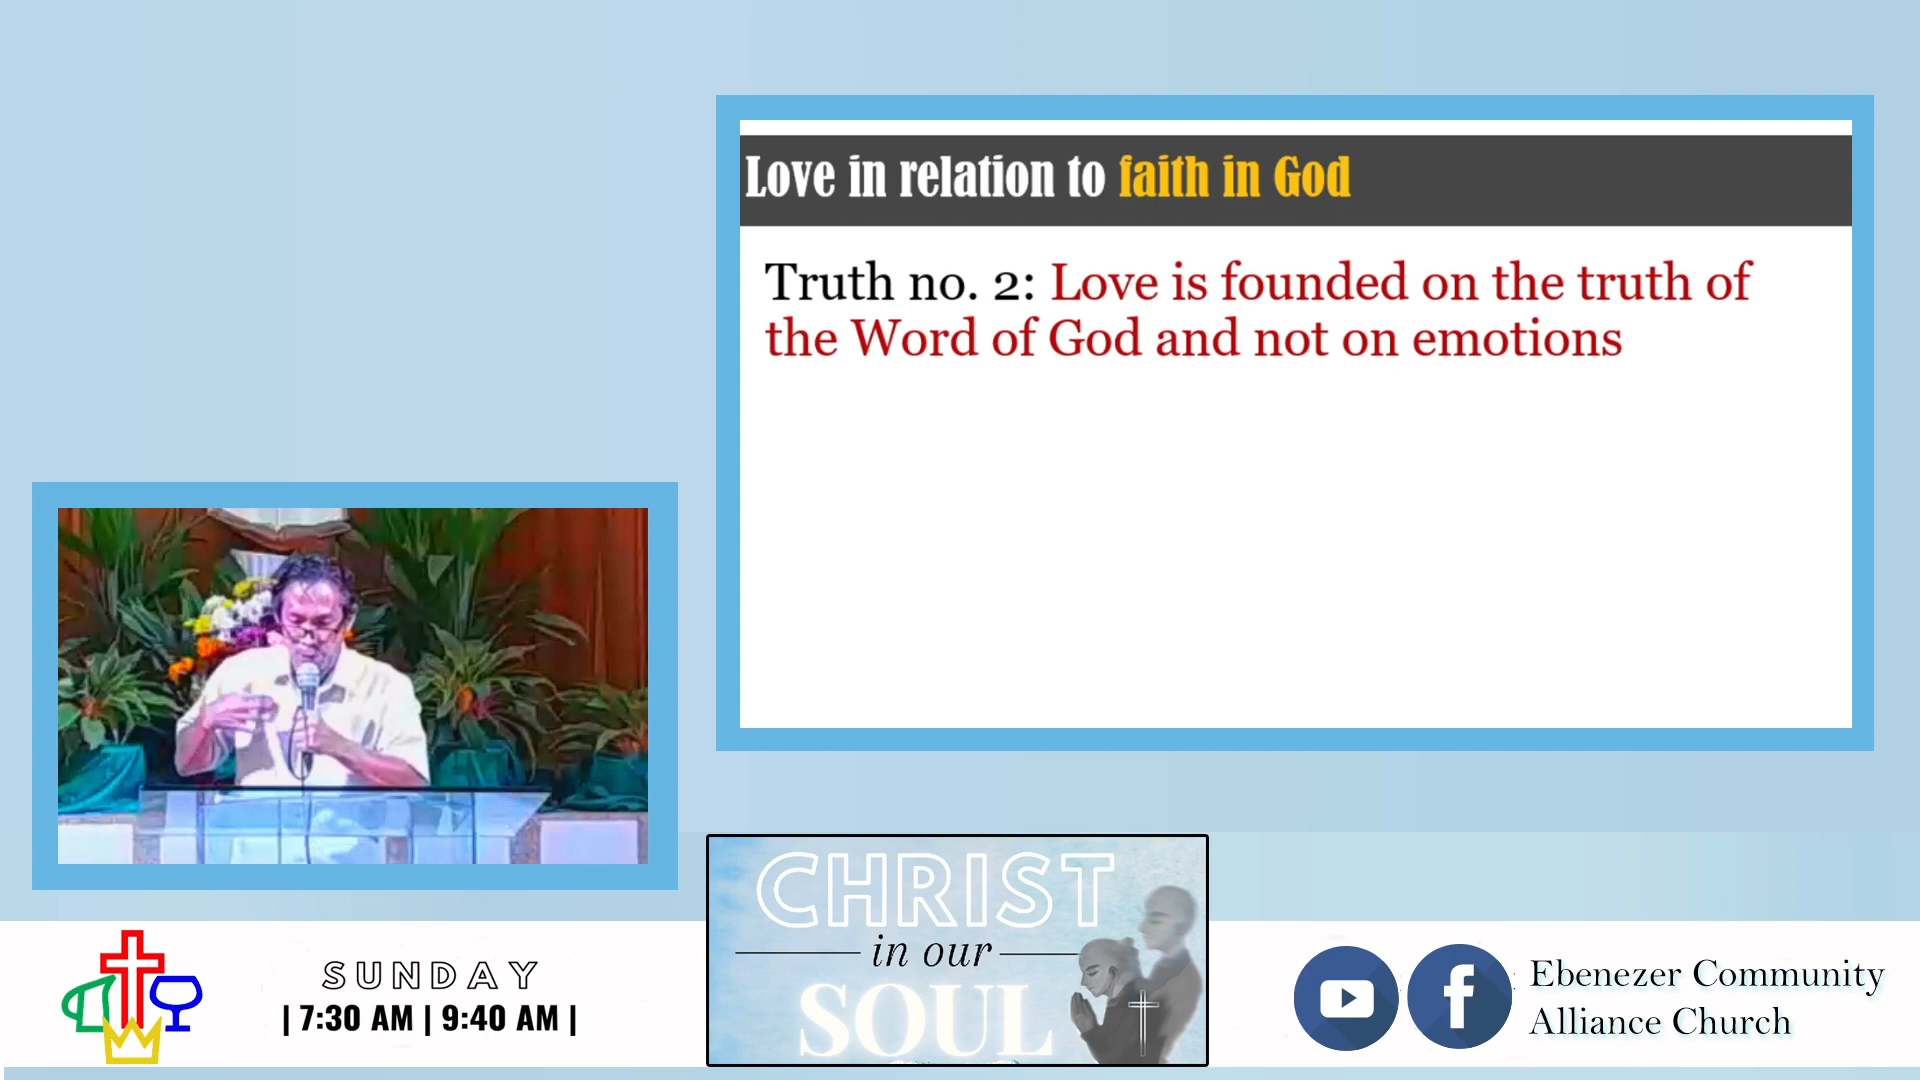 Love in relation to faith in God
Truth no. 2: Love is founded on the truth of
the Word of God and not on emotions
SUNDAY
| 7:30 AM | 9:40 AM |
CHRIST
in our
SOUL
Ebenezer Community
Alliance Church